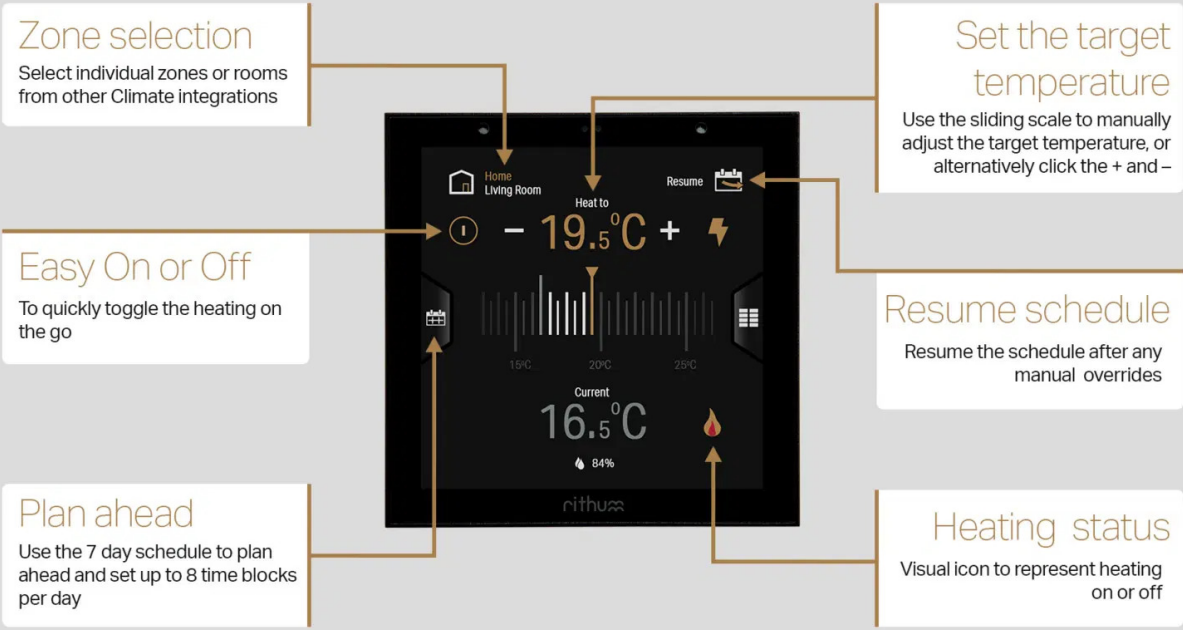 Zone selection
Select individual zones or rooms
from other Climate integrations
Set the target
temperature
Use the sliding scale to manually
adjust the target temperature, or
alternatively click the + and –
Home
Living Room
Resume
Heat to
– 19.5°C +
Easy On or Off
To quickly toggle the heating on
the go
Resume schedule
Resume the schedule after any
manual overrides
15°C 20°C 25°C
Current
16.5°C
84%
rithum
Plan ahead
Use the 7 day schedule to plan
ahead and set up to 8 time blocks
per day
Heating status
Visual icon to represent heating
on or off